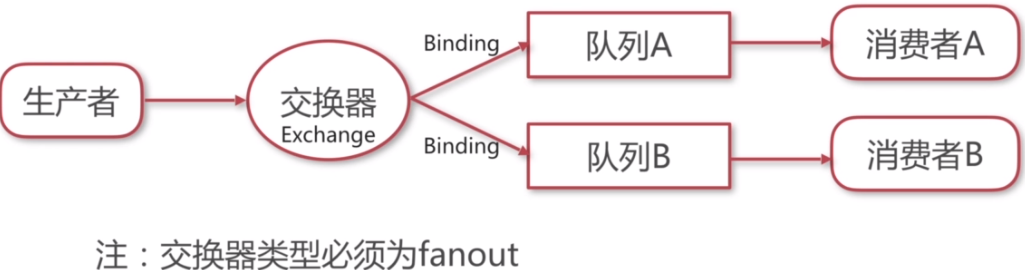 生产者
交换器
Exchange
Binding
Binding
队列A
队列B
消费者A
消费者B
注：交换器类型必须为fanout